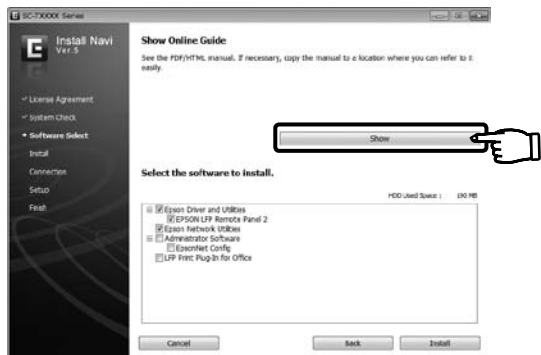 SC-TXXXX Series
E
Install Navi
Ver.5
License Agreement
System Check
Software Select
Install
Connection
Setup
Finish
Show Online Guide
See the PDF/HTML manual. If necessary, copy the manual to a location where you can refer to it
easily.
Show
Select the software to install.
HDD Used Space : 190 MB
Epson Driver and Utilities
EPSON LFP Remote Panel 2
Epson Network Utilities
Administrator Software
EpsonNet Config
LFP Print Plug-In for Office
Cancel
Back
Install